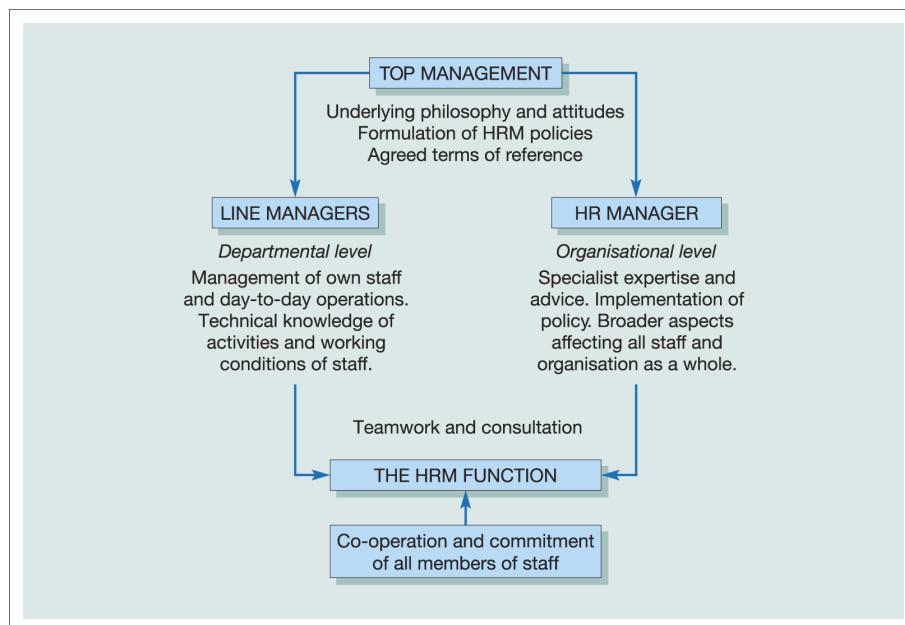 TOP MANAGEMENT
Underlying philosophy and attitudes
Formulation of HRM policies
Agreed terms of reference
LINE MANAGERS
Departmental level
Management of own staff
and day-to-day operations.
Technical knowledge of
activities and working
conditions of staff.
HR MANAGER
Organisational level
Specialist expertise and
advice. Implementation of
policy. Broader aspects
affecting all staff and
organisation as a whole.
Teamwork and consultation
THE HRM FUNCTION
Co-operation and commitment
of all members of staff